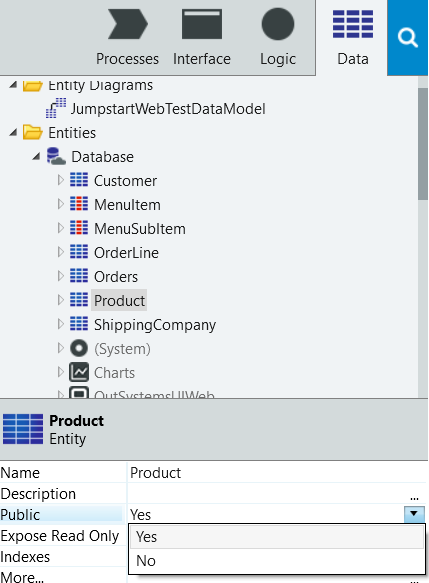 Processes Interface Logic Data
Entity Diagrams
JumpstartWebTestDataModel
Entities
Database
Customer
MenuItem
MenuSubItem
OrderLine
Orders
Product
ShippingCompany
(System)
Charts
OutSystemsUIWeb
Product
Entity
Name Product
Description ...
Public Yes
Expose Read Only Yes
Indexes No
More... ...